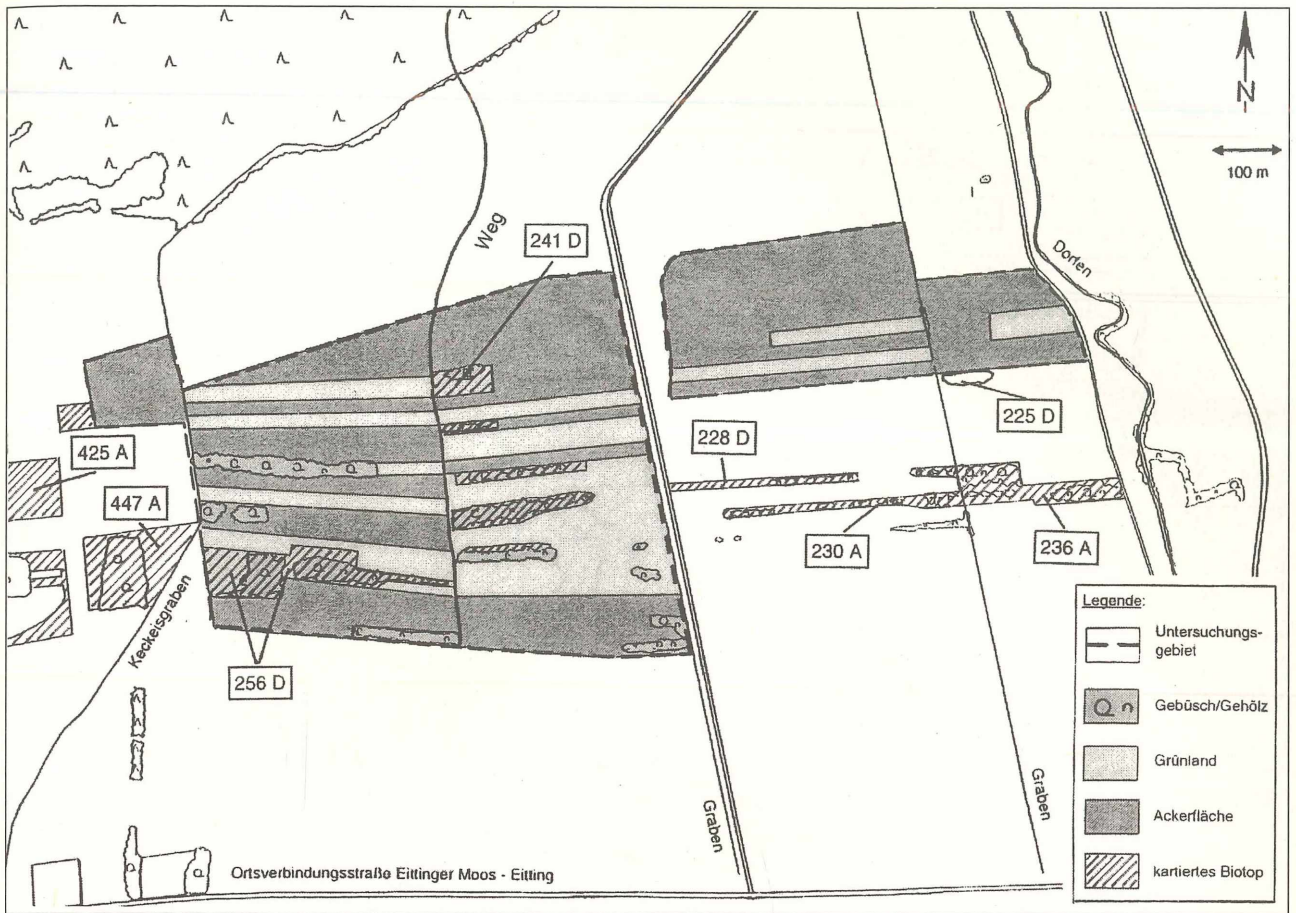 N
100 m
Weg
241 D
Dorfen
425 A
447 A
228 D
225 D
230 A
236 A
Keckeisgraben
256 D
Graben
Graben
Ortsverbindungsstraße Eittinger Moos - Eitting
Legende:
Untersuchungs-
gebiet
Gebüsch/Gehölz
Grünland
Ackerfläche
kartiertes Biotop